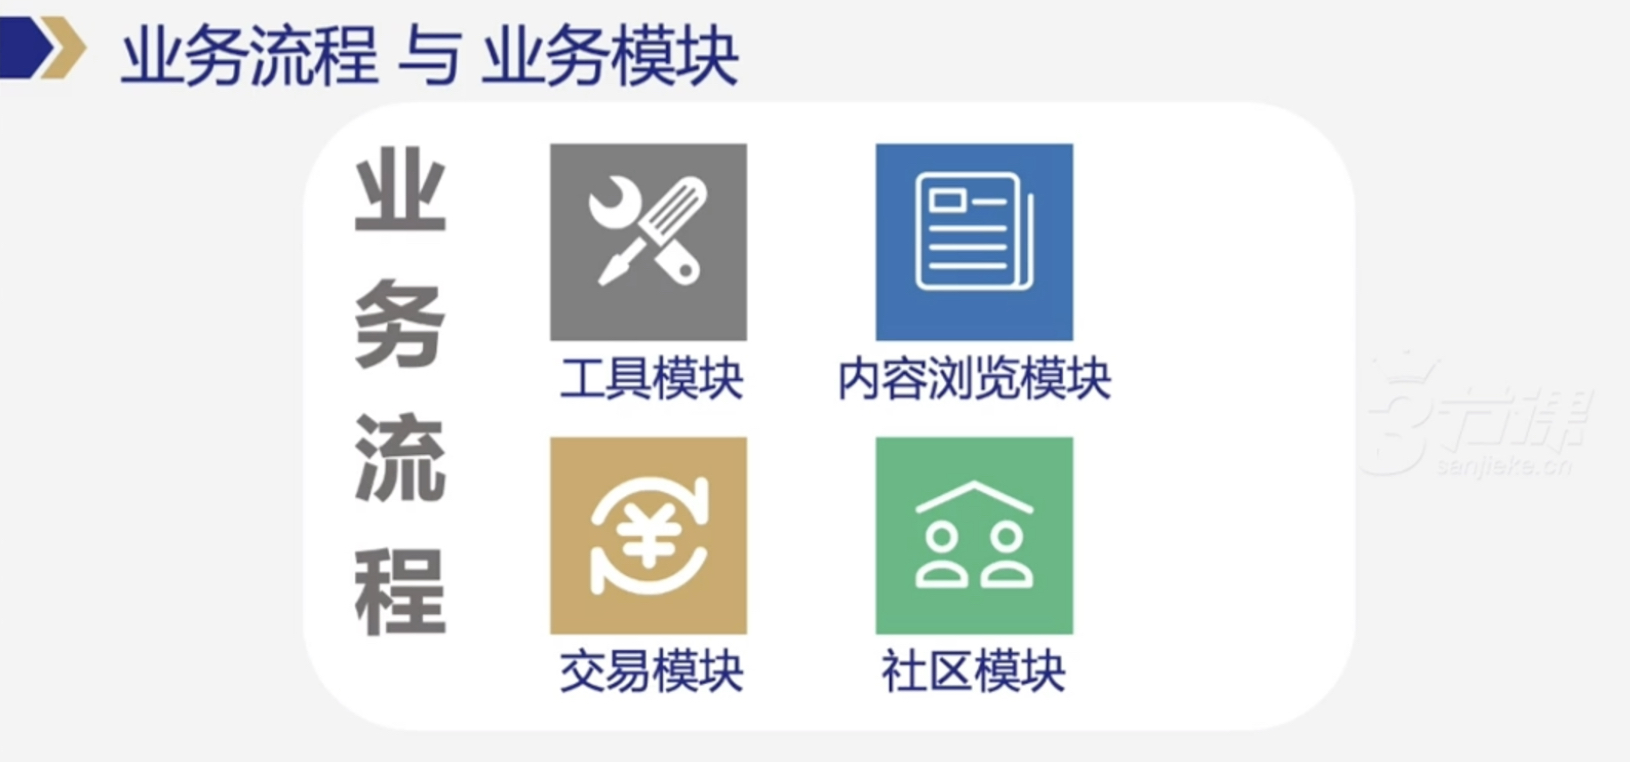 业务流程 与 业务模块
业
务
流
程
工具模块
内容浏览模块
交易模块
社区模块
3节课
sanjieke.cn